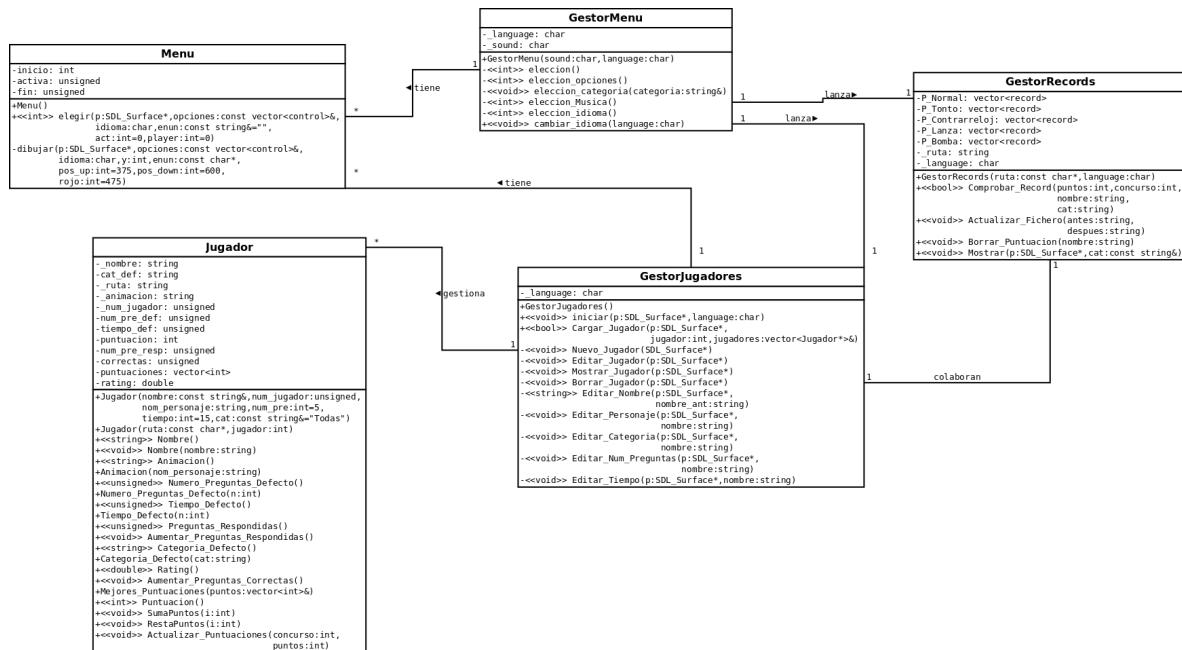 GestorMenu
-_language: char
-_sound: char
+GestorMenu(sound:char,language:char)
-<<int>> eleccion()
-<<int>> eleccion_opciones()
-<<void>> eleccion_categoria(categoria:string&)
-<<int>> eleccion_Musica()
-<<int>> eleccion_idioma()
+<<void>> cambiar_idioma(language:char)
Menu
-inicio: int
-activa: unsigned
-fin: unsigned
+Menu()
+<<int>> elegir(p:SDL_Surface*,opciones:const vector<control>&,
idioma:char,enun:const string&="",
act:int=0,player:int=0)
-dibujar(p:SDL_Surface*,opciones:const vector<control>&,
idioma:char,y:int,enun:const char*,
pos_up:int=375,pos_down:int=600,
rojo:int=475)
1
◄tiene
*
1
lanza►
1
1
lanza►
1
*
◄tiene
1
GestorRecords
-P_Normal: vector<record>
-P_Tonto: vector<record>
-P_Contrarreloj: vector<record>
-P_Lanza: vector<record>
-P_Bomba: vector<record>
-_ruta: string
-_language: char
+GestorRecords(ruta:const char*,language:char)
+<<bool>> Comprobar_Record(puntos:int,concurso:int,
nombre:string,
cat:string)
+<<void>> Actualizar_Fichero(antes:string,
despues:string)
+<<void>> Borrar_Puntuacion(nombre:string)
+<<void>> Mostrar(p:SDL_Surface*,cat:const string&)
1
colaboran
1
Jugador
-_nombre: string
-cat_def: string
-_ruta: string
-_animacion: string
-_num_jugador: unsigned
-num_pre_def: unsigned
-tiempo_def: unsigned
-puntuacion: int
-num_pre_resp: unsigned
-correctas: unsigned
-puntuaciones: vector<int>
-rating: double
+Jugador(nombre:const string&,num_jugador:unsigned,
nom_personaje:string,num_pre:int=5,
tiempo:int=15,cat:const string&="Todas")
+Jugador(ruta:const char*,jugador:int)
+<<string>> Nombre()
+<<void>> Nombre(nombre:string)
+<<string>> Animacion()
+Animacion(nom_personaje:string)
+<<unsigned>> Numero_Preguntas_Defecto()
+Numero_Preguntas_Defecto(n:int)
+<<unsigned>> Tiempo_Defecto()
+Tiempo_Defecto(n:int)
+<<unsigned>> Preguntas_Respondidas()
+<<void>> Aumentar_Preguntas_Respondidas()
+<<string>> Categoria_Defecto()
+Categoria_Defecto(cat:string)
+<<double>> Rating()
+<<void>> Aumentar_Preguntas_Correctas()
+Mejores_Puntuaciones(puntos:vector<int>&)
+<<int>> Puntuacion()
+<<void>> SumaPuntos(i:int)
+<<void>> RestaPuntos(i:int)
+<<void>> Actualizar_Puntuaciones(concurso:int,
puntos:int)
*
◄gestiona
1
GestorJugadores
-_language: char
+GestorJugadores()
+<<void>> iniciar(p:SDL_Surface*,language:char)
+<<bool>> Cargar_Jugador(p:SDL_Surface*,
jugador:int,jugadores:vector<Jugador*>&)
-<<void>> Nuevo_Jugador(SDL_Surface*)
-<<void>> Editar_Jugador(p:SDL_Surface*)
-<<void>> Mostrar_Jugador(p:SDL_Surface*)
-<<void>> Borrar_Jugador(p:SDL_Surface*)
-<<string>> Editar_Nombre(p:SDL_Surface*,
nombre_ant:string)
-<<void>> Editar_Personaje(p:SDL_Surface*,
nombre:string)
-<<void>> Editar_Categoria(p:SDL_Surface*,
nombre:string)
-<<void>> Editar_Num_Preguntas(p:SDL_Surface*,
nombre:string)
-<<void>> Editar_Tiempo(p:SDL_Surface*,nombre:string)